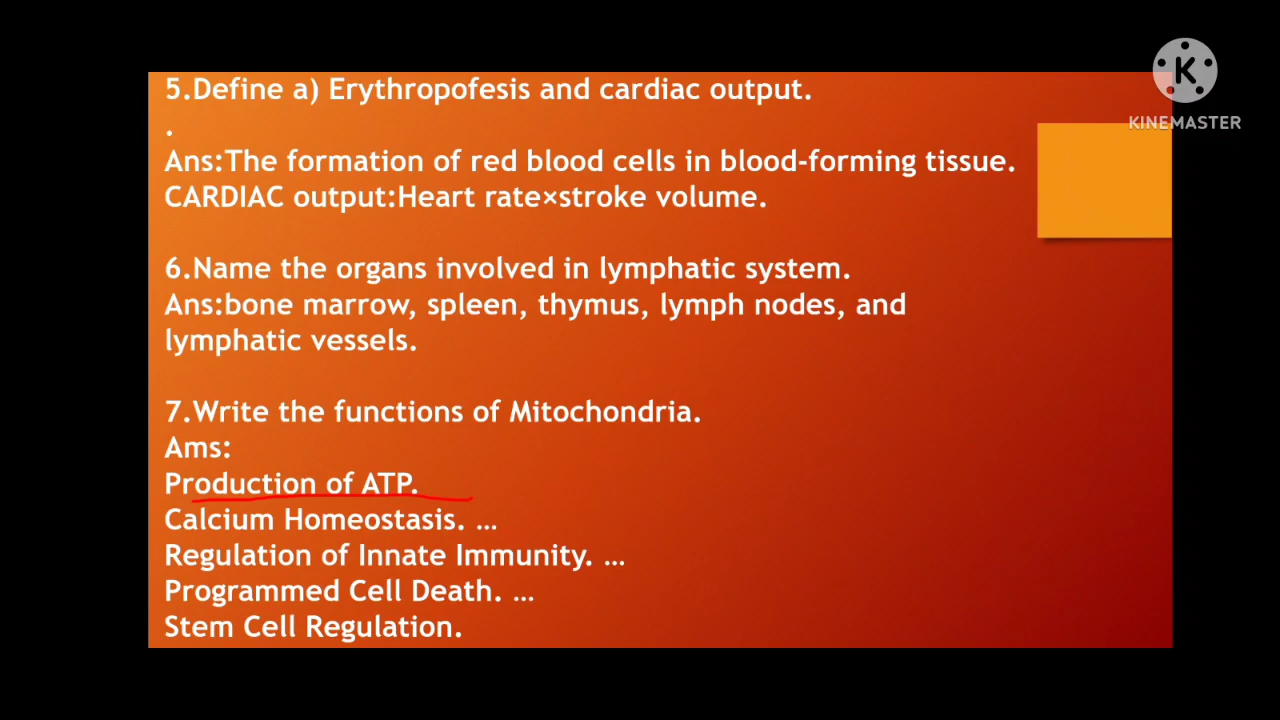 KINEMASTER
5.Define a) Erythropofesis and cardiac output.
.
Ans:The formation of red blood cells in blood-forming tissue.
CARDIAC output:Heart rate×stroke volume.
6.Name the organs involved in lymphatic system.
Ans:bone marrow, spleen, thymus, lymph nodes, and
lymphatic vessels.
7.Write the functions of Mitochondria.
Ams:
Production of ATP.
Calcium Homeostasis. ...
Regulation of Innate Immunity. ...
Programmed Cell Death. ...
Stem Cell Regulation.